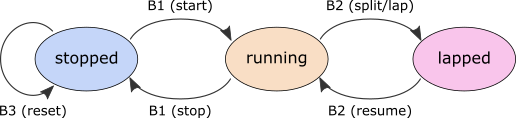 B1 (start)
B2 (split/lap)
stopped
running
lapped
B3 (reset)
B1 (stop)
B2 (resume)